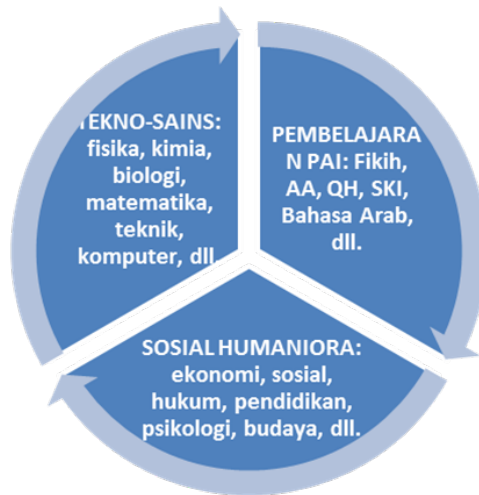 TEKNO-SAINS:
fisika, kimia,
biologi,
matematika,
teknik,
komputer, dll.
PEMBELAJARA
N PAI: Fikih,
AA, QH, SKI,
Bahasa Arab,
dll.
SOSIAL HUMANIORA:
ekonomi, sosial,
hukum, pendidikan,
psikologi, budaya, dll.